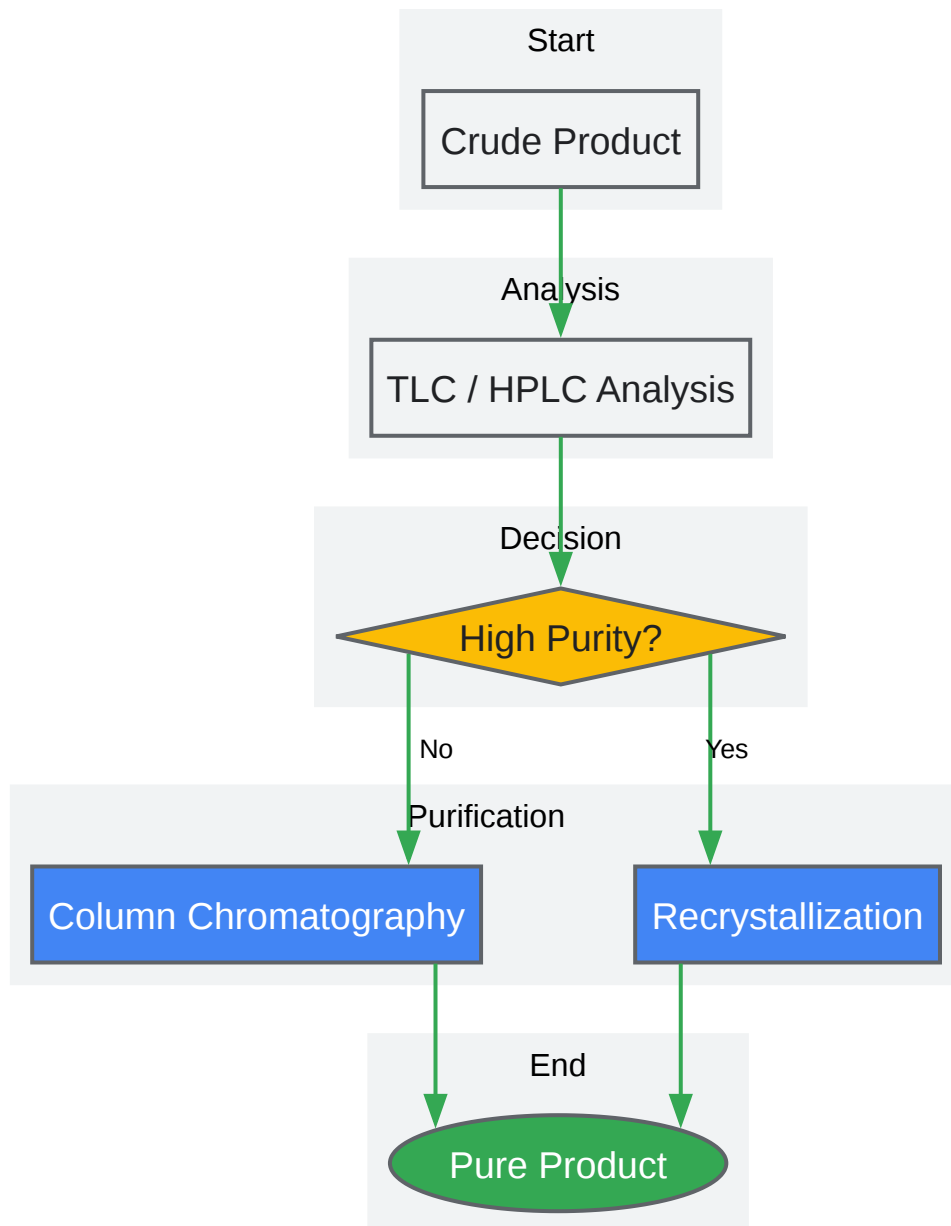 Start
Crude Product
Analysis
TLC / HPLC Analysis
Decision
High Purity?
No
Yes
Purification
Column Chromatography
Recrystallization
End
Pure Product